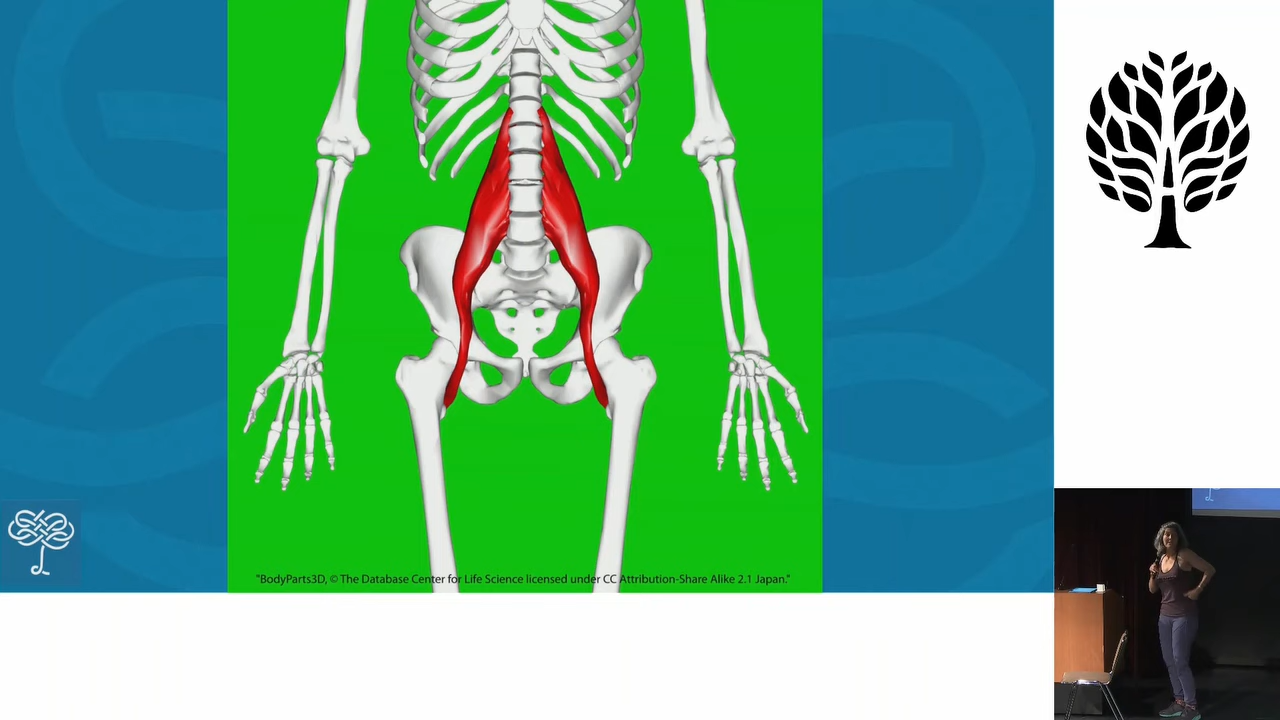 "BodyParts3D, © The Database Center for Life Science licensed under CC Attribution-Share Alike 2.1 Japan."